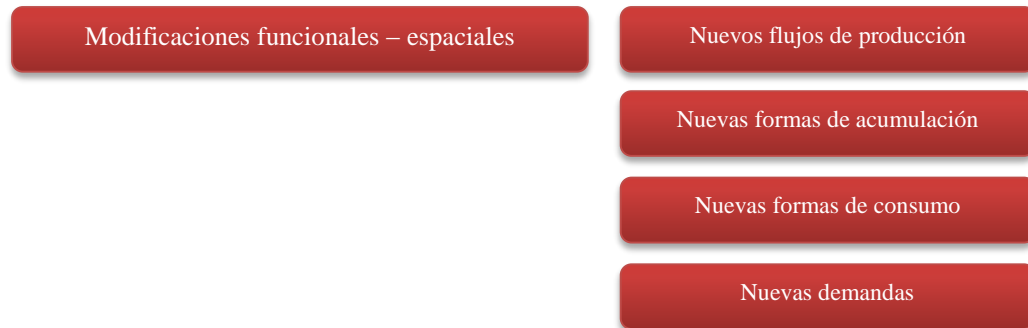 Modificaciones funcionales – espaciales
Nuevos flujos de producción
Nuevas formas de acumulación
Nuevas formas de consumo
Nuevas demandas